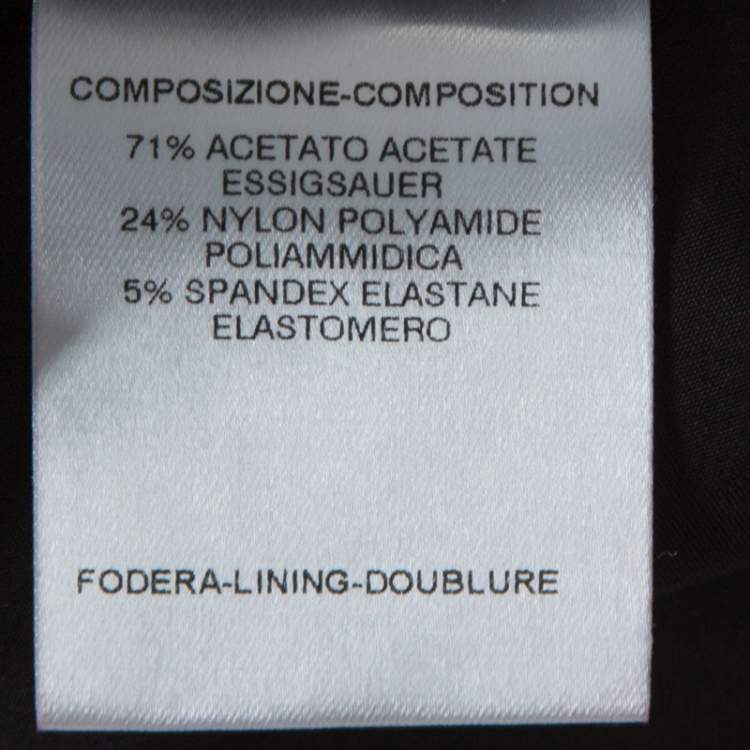 COMPOSIZIONE-COMPOSITION
71% ACETATO ACETATE
ESSIGSAUER
24% NYLON POLYAMIDE
POLIAMMIDICA
5% SPANDEX ELASTANE
ELASTOMERO
FODERA-LINING-DOUBLURE